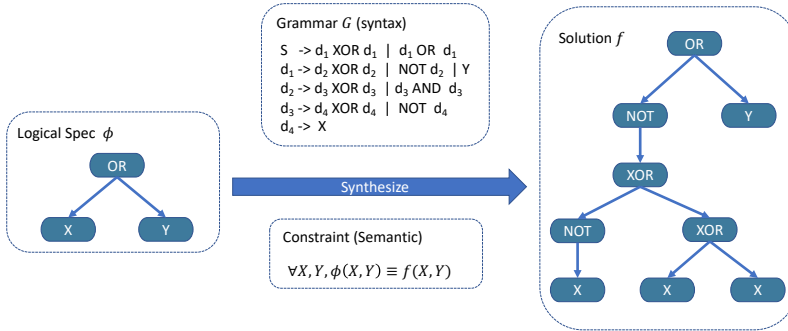 Grammar G (syntax)
S -> d₁ XOR d₁ | d₁ OR d₁
d₁ -> d₂ XOR d₂ | NOT d₂ | Y
d₂ -> d₃ XOR d₃ | d₃ AND d₃
d₃ -> d₄ XOR d₄ | NOT d₄
d₄ -> X
Logical Spec ϕ
OR
X Y
Synthesize
Constraint (Semantic)
∀X, Y, ϕ(X, Y) ≡ f(X, Y)
Solution f
OR
NOT Y
XOR
NOT XOR
X X X